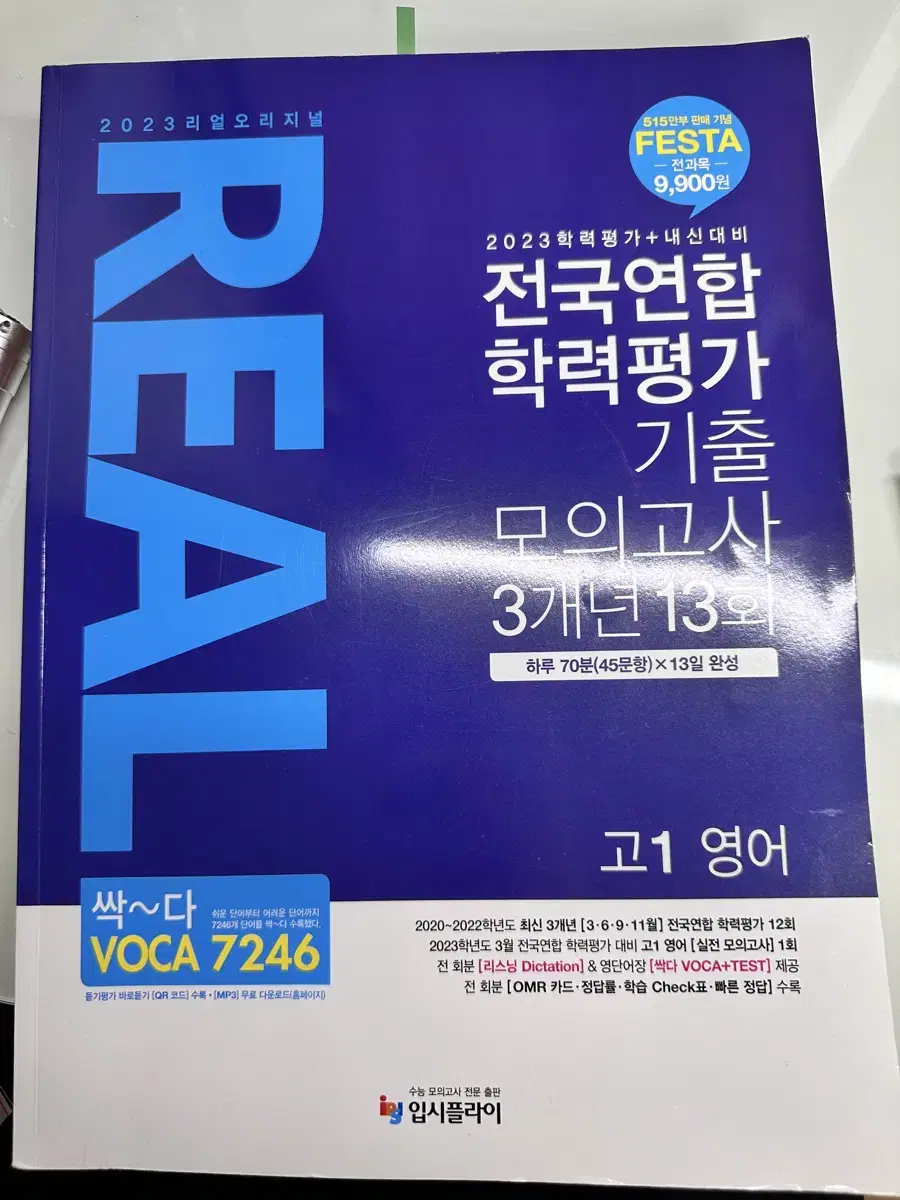 2023리얼오리지널
REAL
515만부 판매 기념
FESTA
전과목
9,900원
2023학력평가+내신대비
전국연합
학력평가
기출
모의고사
3개년 13회
하루 70분(45문항)×13일 완성
고1 영어
싹~다
쉬운 단어부터 어려운 단어까지
7246개 단어를 싹~다 수록했다.
VOCA 7246
듣기평가 바로듣기 [QR 코드] 수록 • [MP3] 무료 다운로드(홈페이지)
2020~2022학년도 최신 3개년 [3·6·9·11월] 전국연합 학력평가 12회
2023학년도 3월 전국연합 학력평가 대비 고1 영어 [실전 모의고사] 1회
전 회분 [리스닝 Dictation] & 영단어장 [싹다 VOCA+TEST] 제공
전 회분 [OMR 카드·정답률·학습 Check표·빠른 정답] 수록
수능 모의고사 전문 출판
ipsi 입시플라이